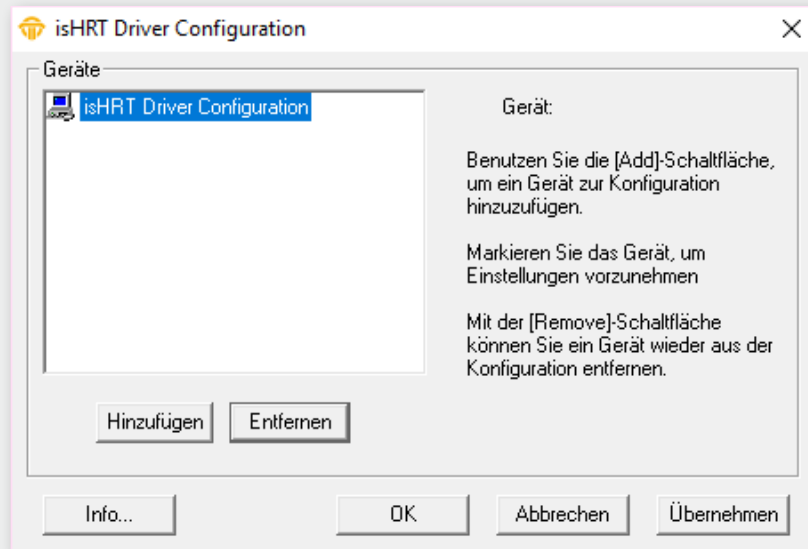 isHRT Driver Configuration
Geräte
isHRT Driver Configuration
Gerät:
Benutzen Sie die [Add]-Schaltfläche,
um ein Gerät zur Konfiguration
hinzuzufügen.
Markieren Sie das Gerät, um
Einstellungen vorzunehmen
Mit der [Remove]-Schaltfläche
können Sie ein Gerät wieder aus der
Konfiguration entfernen.
Hinzufügen
Entfernen
Info...
OK
Abbrechen
Übernehmen